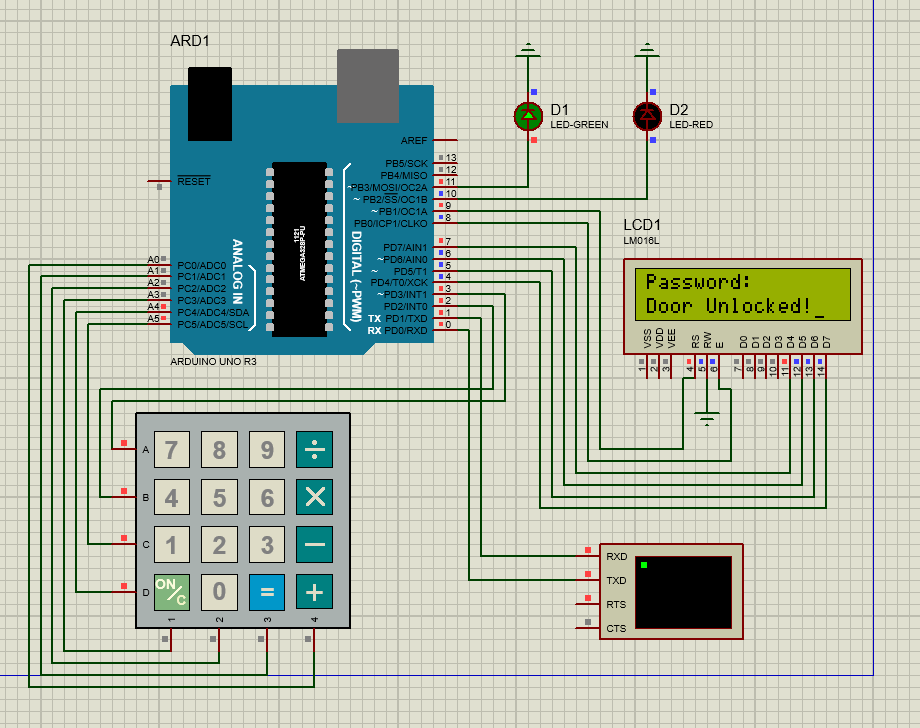 ARD1
AREF
RESET
PB5/SCK 13
PB4/MISO 12
~PB3/MOSI/OC2A 11
~ PB2/SS/OC1B 10
~ PB1/OC1A 9
PB0/ICP1/CLKO 8
PD7/AIN1 7
~ PD6/AIN0 6
~ PD5/T1 5
PD4/T0/XCK 4
~ PD3/INT1 3
PD2/INT0 2
TX PD1/TXD 1
RX PD0/RXD 0
A0 PC0/ADC0
A1 PC1/ADC1
A2 PC2/ADC2
A3 PC3/ADC3
A4 PC4/ADC4/SDA
A5 PC5/ADC5/SCL
ANALOG IN
1121
ATMEGA328P-PU
DIGITAL (~PWM)
ARDUINO UNO R3
D1
LED-GREEN
D2
LED-RED
LCD1
LM016L
Password:
Door Unlocked!_
VSS VDD VEE RS RW E D0 D1 D2 D3 D4 D5 D6 D7
1 2 3 4 5 6 7 8 9 10 11 12 13 14
A 7 8 9 ÷
B 4 5 6 ×
C 1 2 3 −
D ON/C 0 = +
1 2 3 4
RXD
TXD
RTS
CTS